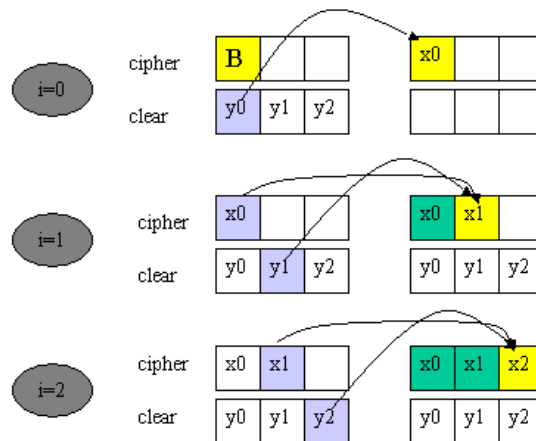 cipher B x0
i=0
clear y0 y1 y2
cipher x0 x0 x1
i=1
clear y0 y1 y2 y0 y1 y2
cipher x0 x1 x0 x1 x2
i=2
clear y0 y1 y2 y0 y1 y2